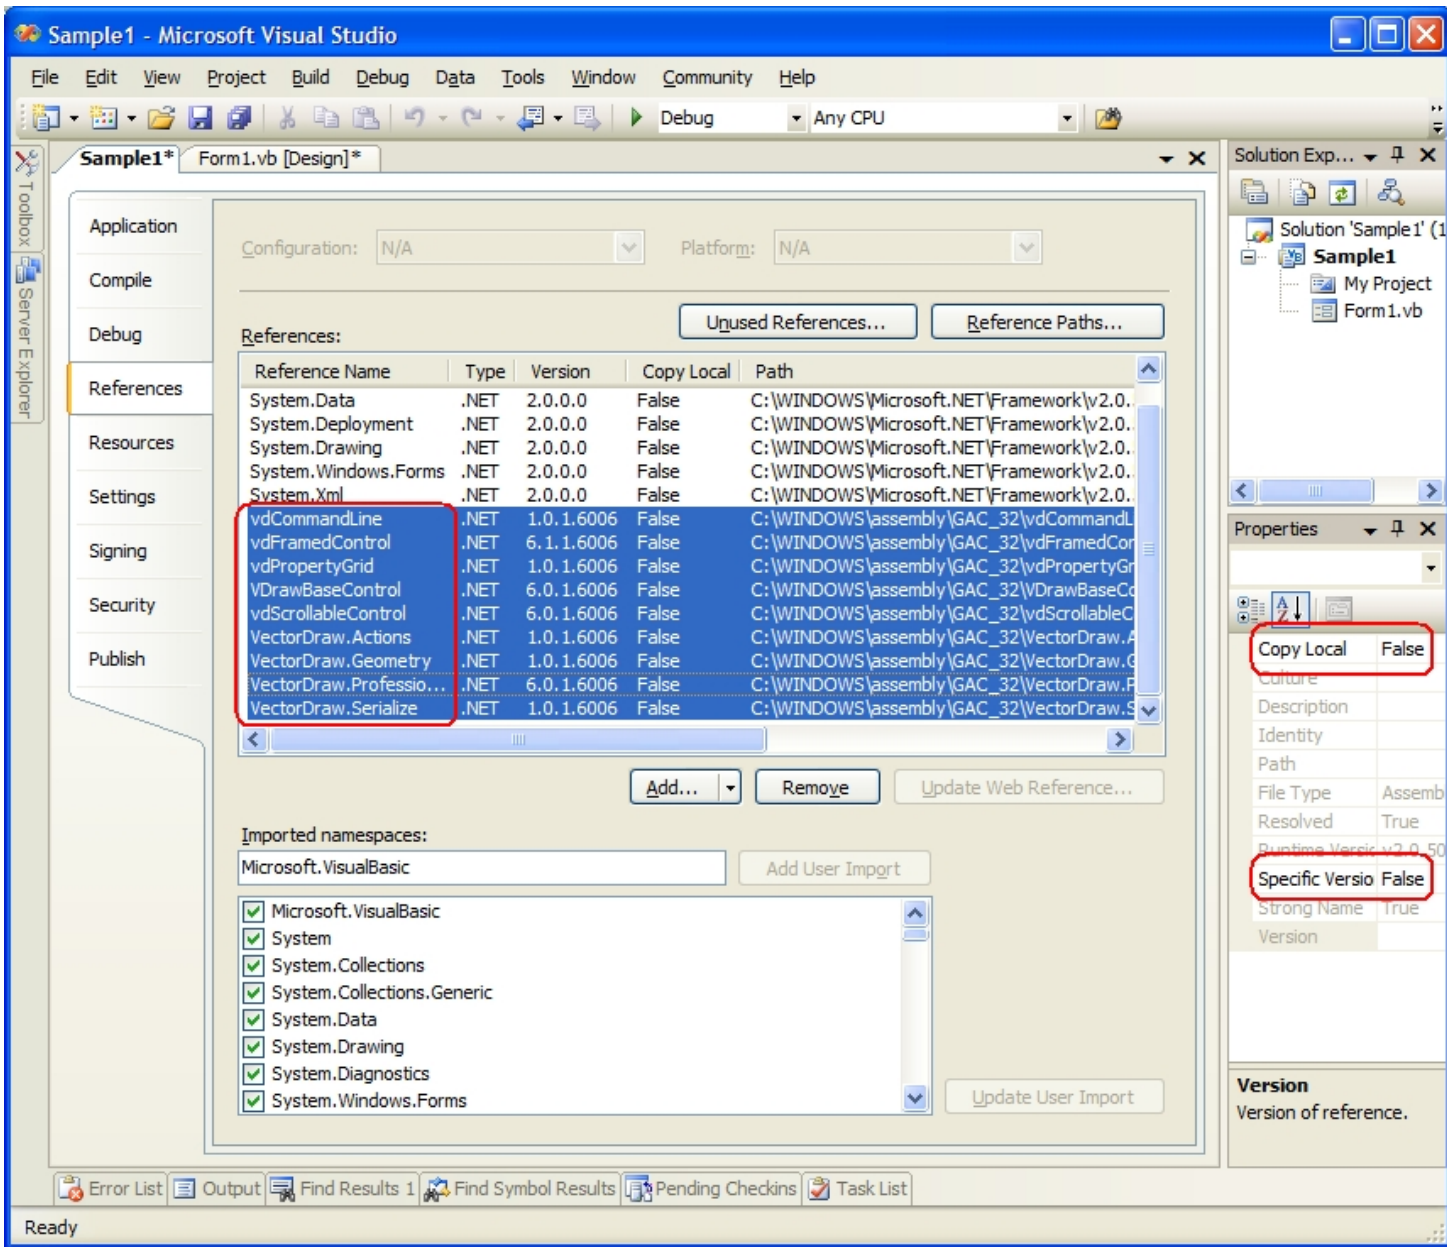 Sample1 - Microsoft Visual Studio
File Edit View Project Build Debug Data Tools Window Community Help
Debug Any CPU
Toolbox
Server Explorer
Sample1* Form1.vb [Design]*
Application
Compile
Debug
References
Resources
Settings
Signing
Security
Publish
Configuration: N/A Platform: N/A
Unused References... Reference Paths...
References:
Reference Name Type Version Copy Local Path
System.Data .NET 2.0.0.0 False C:\WINDOWS\Microsoft.NET\Framework\v2.0.
System.Deployment .NET 2.0.0.0 False C:\WINDOWS\Microsoft.NET\Framework\v2.0.
System.Drawing .NET 2.0.0.0 False C:\WINDOWS\Microsoft.NET\Framework\v2.0.
System.Windows.Forms .NET 2.0.0.0 False C:\WINDOWS\Microsoft.NET\Framework\v2.0.
System.Xml .NET 2.0.0.0 False C:\WINDOWS\Microsoft.NET\Framework\v2.0.
vdCommandLine .NET 1.0.1.6006 False C:\WINDOWS\assembly\GAC_32\vdCommandL
vdFramedControl .NET 6.1.1.6006 False C:\WINDOWS\assembly\GAC_32\vdFramedCor
vdPropertyGrid .NET 1.0.1.6006 False C:\WINDOWS\assembly\GAC_32\vdPropertyGr
VDrawBaseControl .NET 6.0.1.6006 False C:\WINDOWS\assembly\GAC_32\VDrawBaseCo
vdScrollableControl .NET 6.0.1.6006 False C:\WINDOWS\assembly\GAC_32\vdScrollableC
VectorDraw.Actions .NET 1.0.1.6006 False C:\WINDOWS\assembly\GAC_32\VectorDraw.A
VectorDraw.Geometry .NET 1.0.1.6006 False C:\WINDOWS\assembly\GAC_32\VectorDraw.G
VectorDraw.Professio... .NET 6.0.1.6006 False C:\WINDOWS\assembly\GAC_32\VectorDraw.P
VectorDraw.Serialize .NET 1.0.1.6006 False C:\WINDOWS\assembly\GAC_32\VectorDraw.S
Add... Remove Update Web Reference...
Imported namespaces:
Microsoft.VisualBasic Add User Import
Microsoft.VisualBasic
System
System.Collections
System.Collections.Generic
System.Data
System.Drawing
System.Diagnostics
System.Windows.Forms
Update User Import
Solution Exp...
Solution 'Sample1' (1
Sample1
My Project
Form1.vb
Properties
Copy Local False
Culture
Description
Identity
Path
File Type Assemb
Resolved True
Runtime Versic v2.0.50
Specific Versio False
Strong Name True
Version
Version
Version of reference.
Error List Output Find Results 1 Find Symbol Results Pending Checkins Task List
Ready